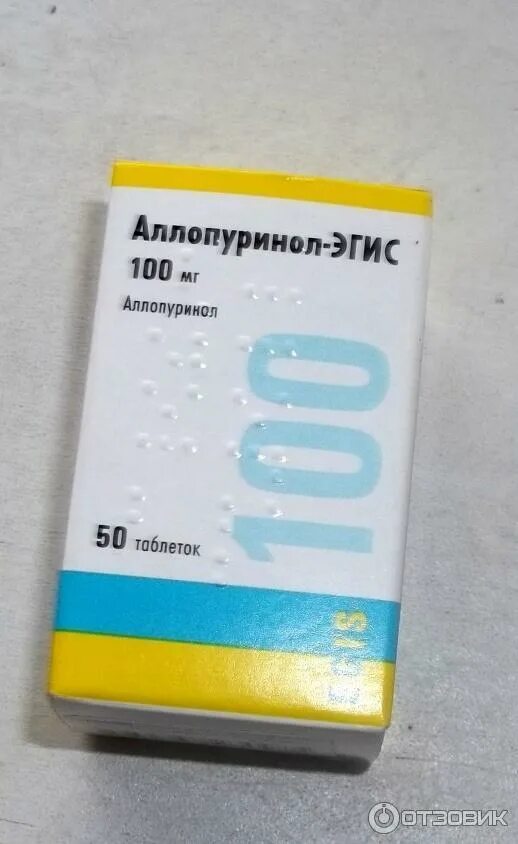 Аллопуринол-ЭГИС
100 мг
Аллопуринол
100
50 таблеток
EGIS
ОТЗОВИК